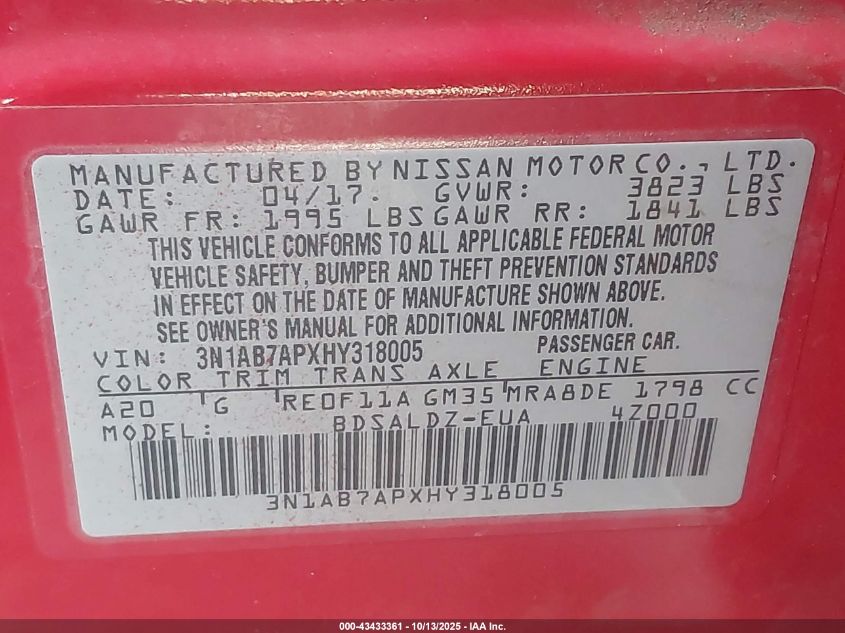 MANUFACTURED BY NISSAN MOTOR CO., LTD.
DATE: 04/17. GVWR: 3823 LBS
GAWR FR: 1995 LBS GAWR RR: 1841 LBS
THIS VEHICLE CONFORMS TO ALL APPLICABLE FEDERAL MOTOR
VEHICLE SAFETY, BUMPER AND THEFT PREVENTION STANDARDS
IN EFFECT ON THE DATE OF MANUFACTURE SHOWN ABOVE.
SEE OWNER'S MANUAL FOR ADDITIONAL INFORMATION.
VIN: 3N1AB7APXHY318005 PASSENGER CAR.
COLOR TRIM TRANS AXLE ENGINE
A20 G RE0F11A GM35 MRA8DE 1798 CC
MODEL: BDSALDZ-EUA 4Z000
3N1AB7APXHY318005
000-43433361 | 10/13/2025 - IAA Inc.